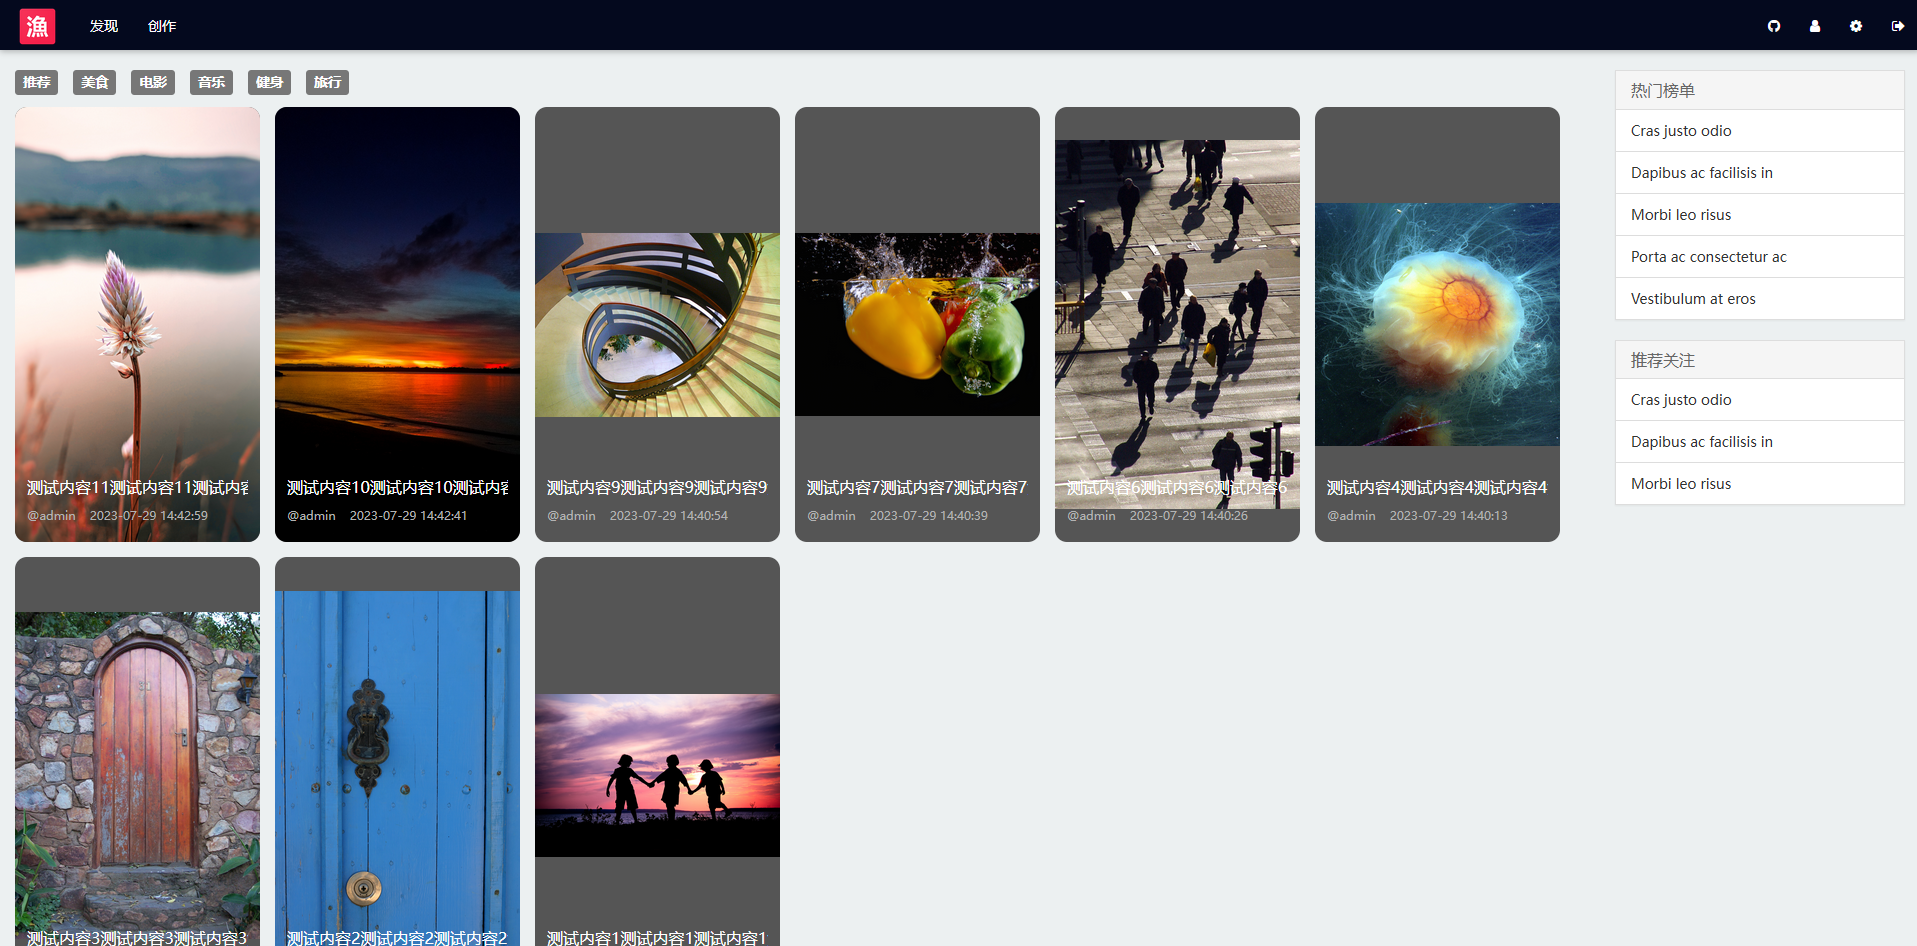 漁
发现
创作
推荐
美食
电影
音乐
健身
旅行
测试内容11测试内容11测试内容
@admin 2023-07-29 14:42:59
测试内容10测试内容10测试内容
@admin 2023-07-29 14:42:41
测试内容9测试内容9测试内容9
@admin 2023-07-29 14:40:54
测试内容7测试内容7测试内容7
@admin 2023-07-29 14:40:39
测试内容6测试内容6测试内容6
@admin 2023-07-29 14:40:26
测试内容4测试内容4测试内容4
@admin 2023-07-29 14:40:13
测试内容3测试内容3测试内容3
测试内容2测试内容2测试内容2
测试内容1测试内容1测试内容1
热门榜单
Cras justo odio
Dapibus ac facilisis in
Morbi leo risus
Porta ac consectetur ac
Vestibulum at eros
推荐关注
Cras justo odio
Dapibus ac facilisis in
Morbi leo risus